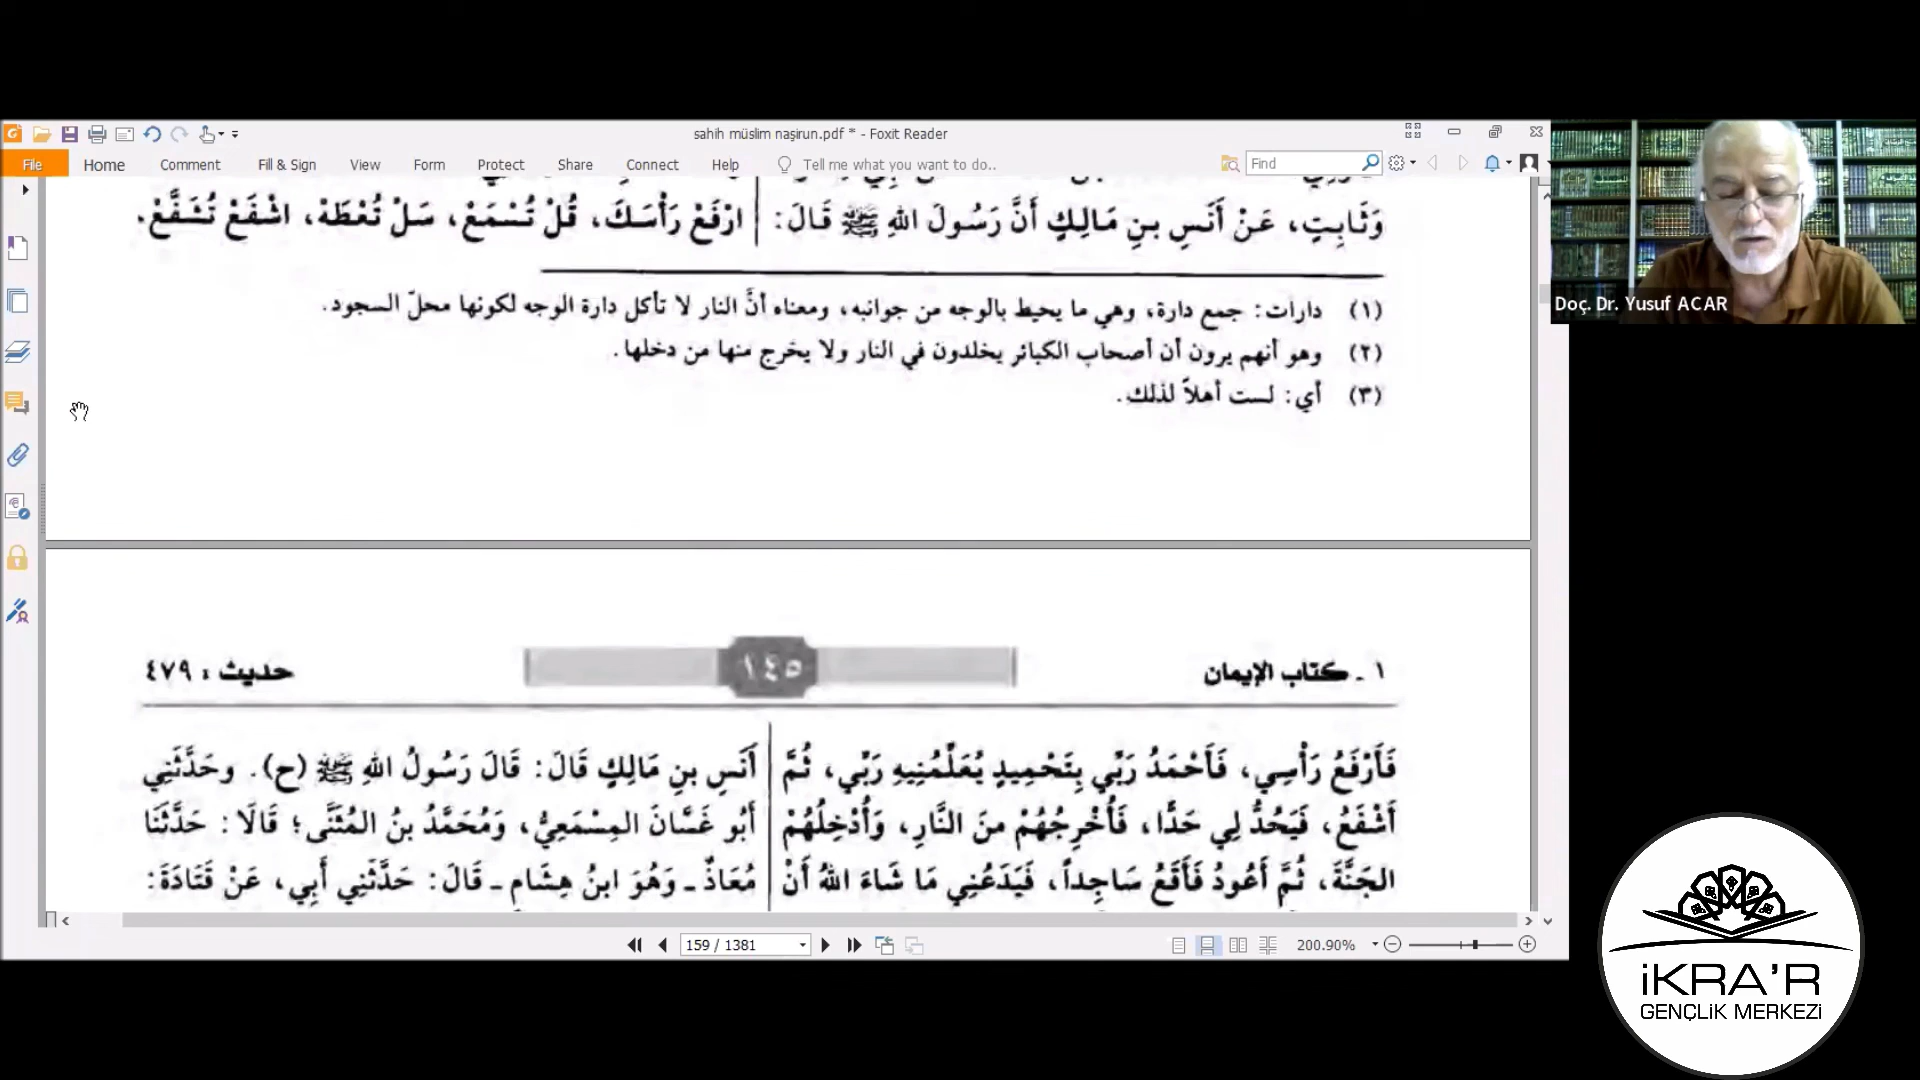 sahih müslim naşirun.pdf * - Foxit Reader
File Home Comment Fill & Sign View Form Protect Share Connect Help Tell me what you want to do.. Find
وَثَابِتٍ، عَنْ أَنَسِ بنِ مَالِكٍ أَنَّ رَسُولَ اللهِ ﷺ قَالَ:
ارْفَعْ رَأْسَكَ، قُلْ تُسْمَعْ، سَلْ تُعْطَهْ، اشْفَعْ تُشَفَّعْ.
(١) دارات: جمع دارة، وهي ما يحيط بالوجه من جوانبه، ومعناه أنَّ النار لا تأكل دارة الوجه لكونها محلّ السجود.
(٢) وهو أنهم يرون أن أصحاب الكبائر يخلدون في النار ولا يخرج منها من دخلها.
(٣) أي: لست أهلاً لذلك.
١ ـ كتاب الإيمان
١٤٥
حديث : ٤٧٩
فَأَرْفَعُ رَأْسِي، فَأَحْمَدُ رَبِّي بِتَحْمِيدٍ يُعَلِّمُنِيهِ رَبِّي، ثُمَّ
أَشْفَعُ، فَيَحُدُّ لِي حَدًّا، فَأُخْرِجُهُمْ مِنَ النَّارِ، وَأُدْخِلُهُمْ
الجَنَّةَ، ثُمَّ أَعُودُ فَأَقَعُ سَاجِداً، فَيَدَعُنِي مَا شَاءَ اللهُ أَنْ
أَنَسِ بنِ مَالِكٍ قَالَ: قَالَ رَسُولُ اللهِ ﷺ (ح). وحَدَّثَنِي
أَبُو غَسَّانَ المِسْمَعِيُّ، وَمُحَمَّدُ بنُ المُثَنَّى؛ قَالَا: حَدَّثَنَا
مُعَاذٌ ـ وَهُوَ ابنُ هِشَامٍ ـ قَالَ: حَدَّثَنِي أَبِي، عَنْ قَتَادَةَ:
159 / 1381
200.90%
Doç. Dr. Yusuf ACAR
iKRA'R
GENÇLiK MERKEZi